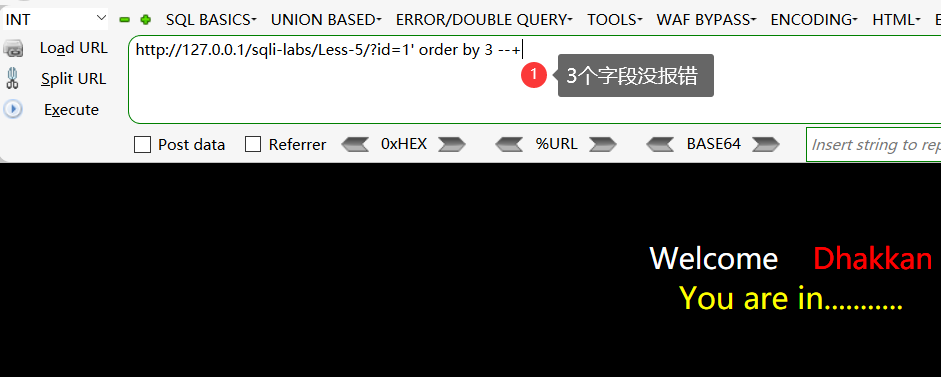 INT SQL BASICS UNION BASED ERROR/DOUBLE QUERY TOOLS WAF BYPASS ENCODING HTML
Load URL
http://127.0.0.1/sqli-labs/Less-5/?id=1' order by 3 --+
1 3个字段没报错
Split URL
Execute
Post data Referrer 0xHEX %URL BASE64 Insert string to rep
Welcome Dhakkan
You are in...........